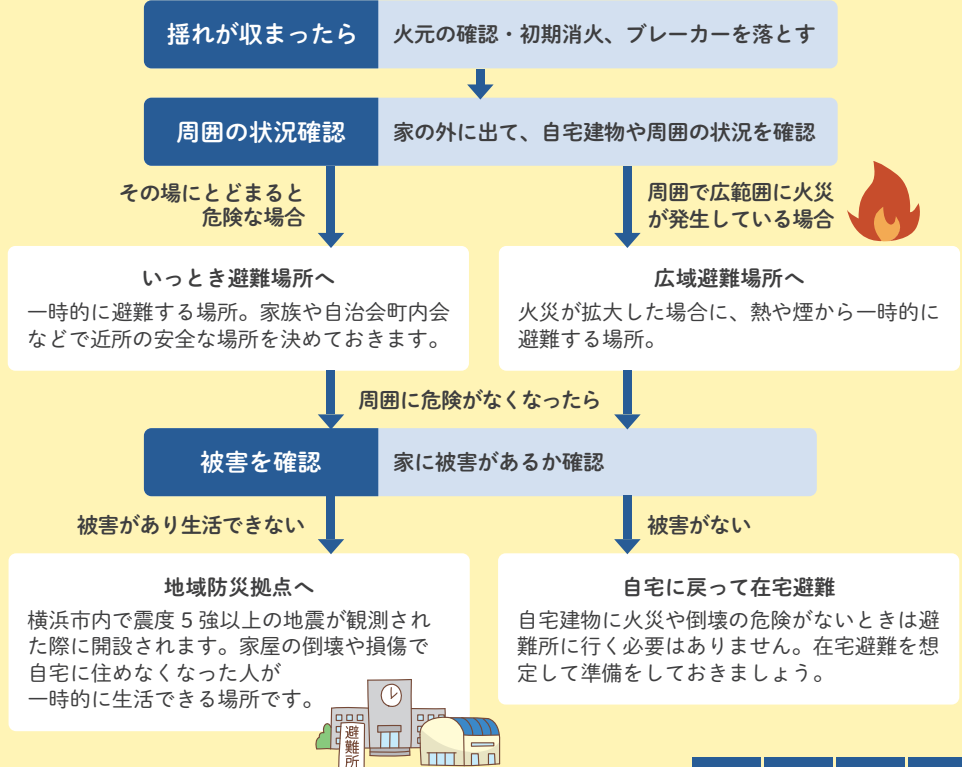 揺れが収まったら
火元の確認・初期消火、ブレーカーを落とす
周囲の状況確認
家の外に出て、自宅建物や周囲の状況を確認
その場にとどまると
危険な場合
周囲で広範囲に火災
が発生している場合
いっとき避難場所へ
一時的に避難する場所。家族や自治会町内会
などで近所の安全な場所を決めておきます。
広域避難場所へ
火災が拡大した場合に、熱や煙から一時的に
避難する場所。
周囲に危険がなくなったら
被害を確認
家に被害があるか確認
被害があり生活できない
被害がない
地域防災拠点へ
横浜市内で震度5強以上の地震が観測され
た際に開設されます。家屋の倒壊や損傷で
自宅に住めなくなった人が
一時的に生活できる場所です。
避難所
自宅に戻って在宅避難
自宅建物に火災や倒壊の危険がないときは避
難所に行く必要はありません。在宅避難を想
定して準備をしておきましょう。